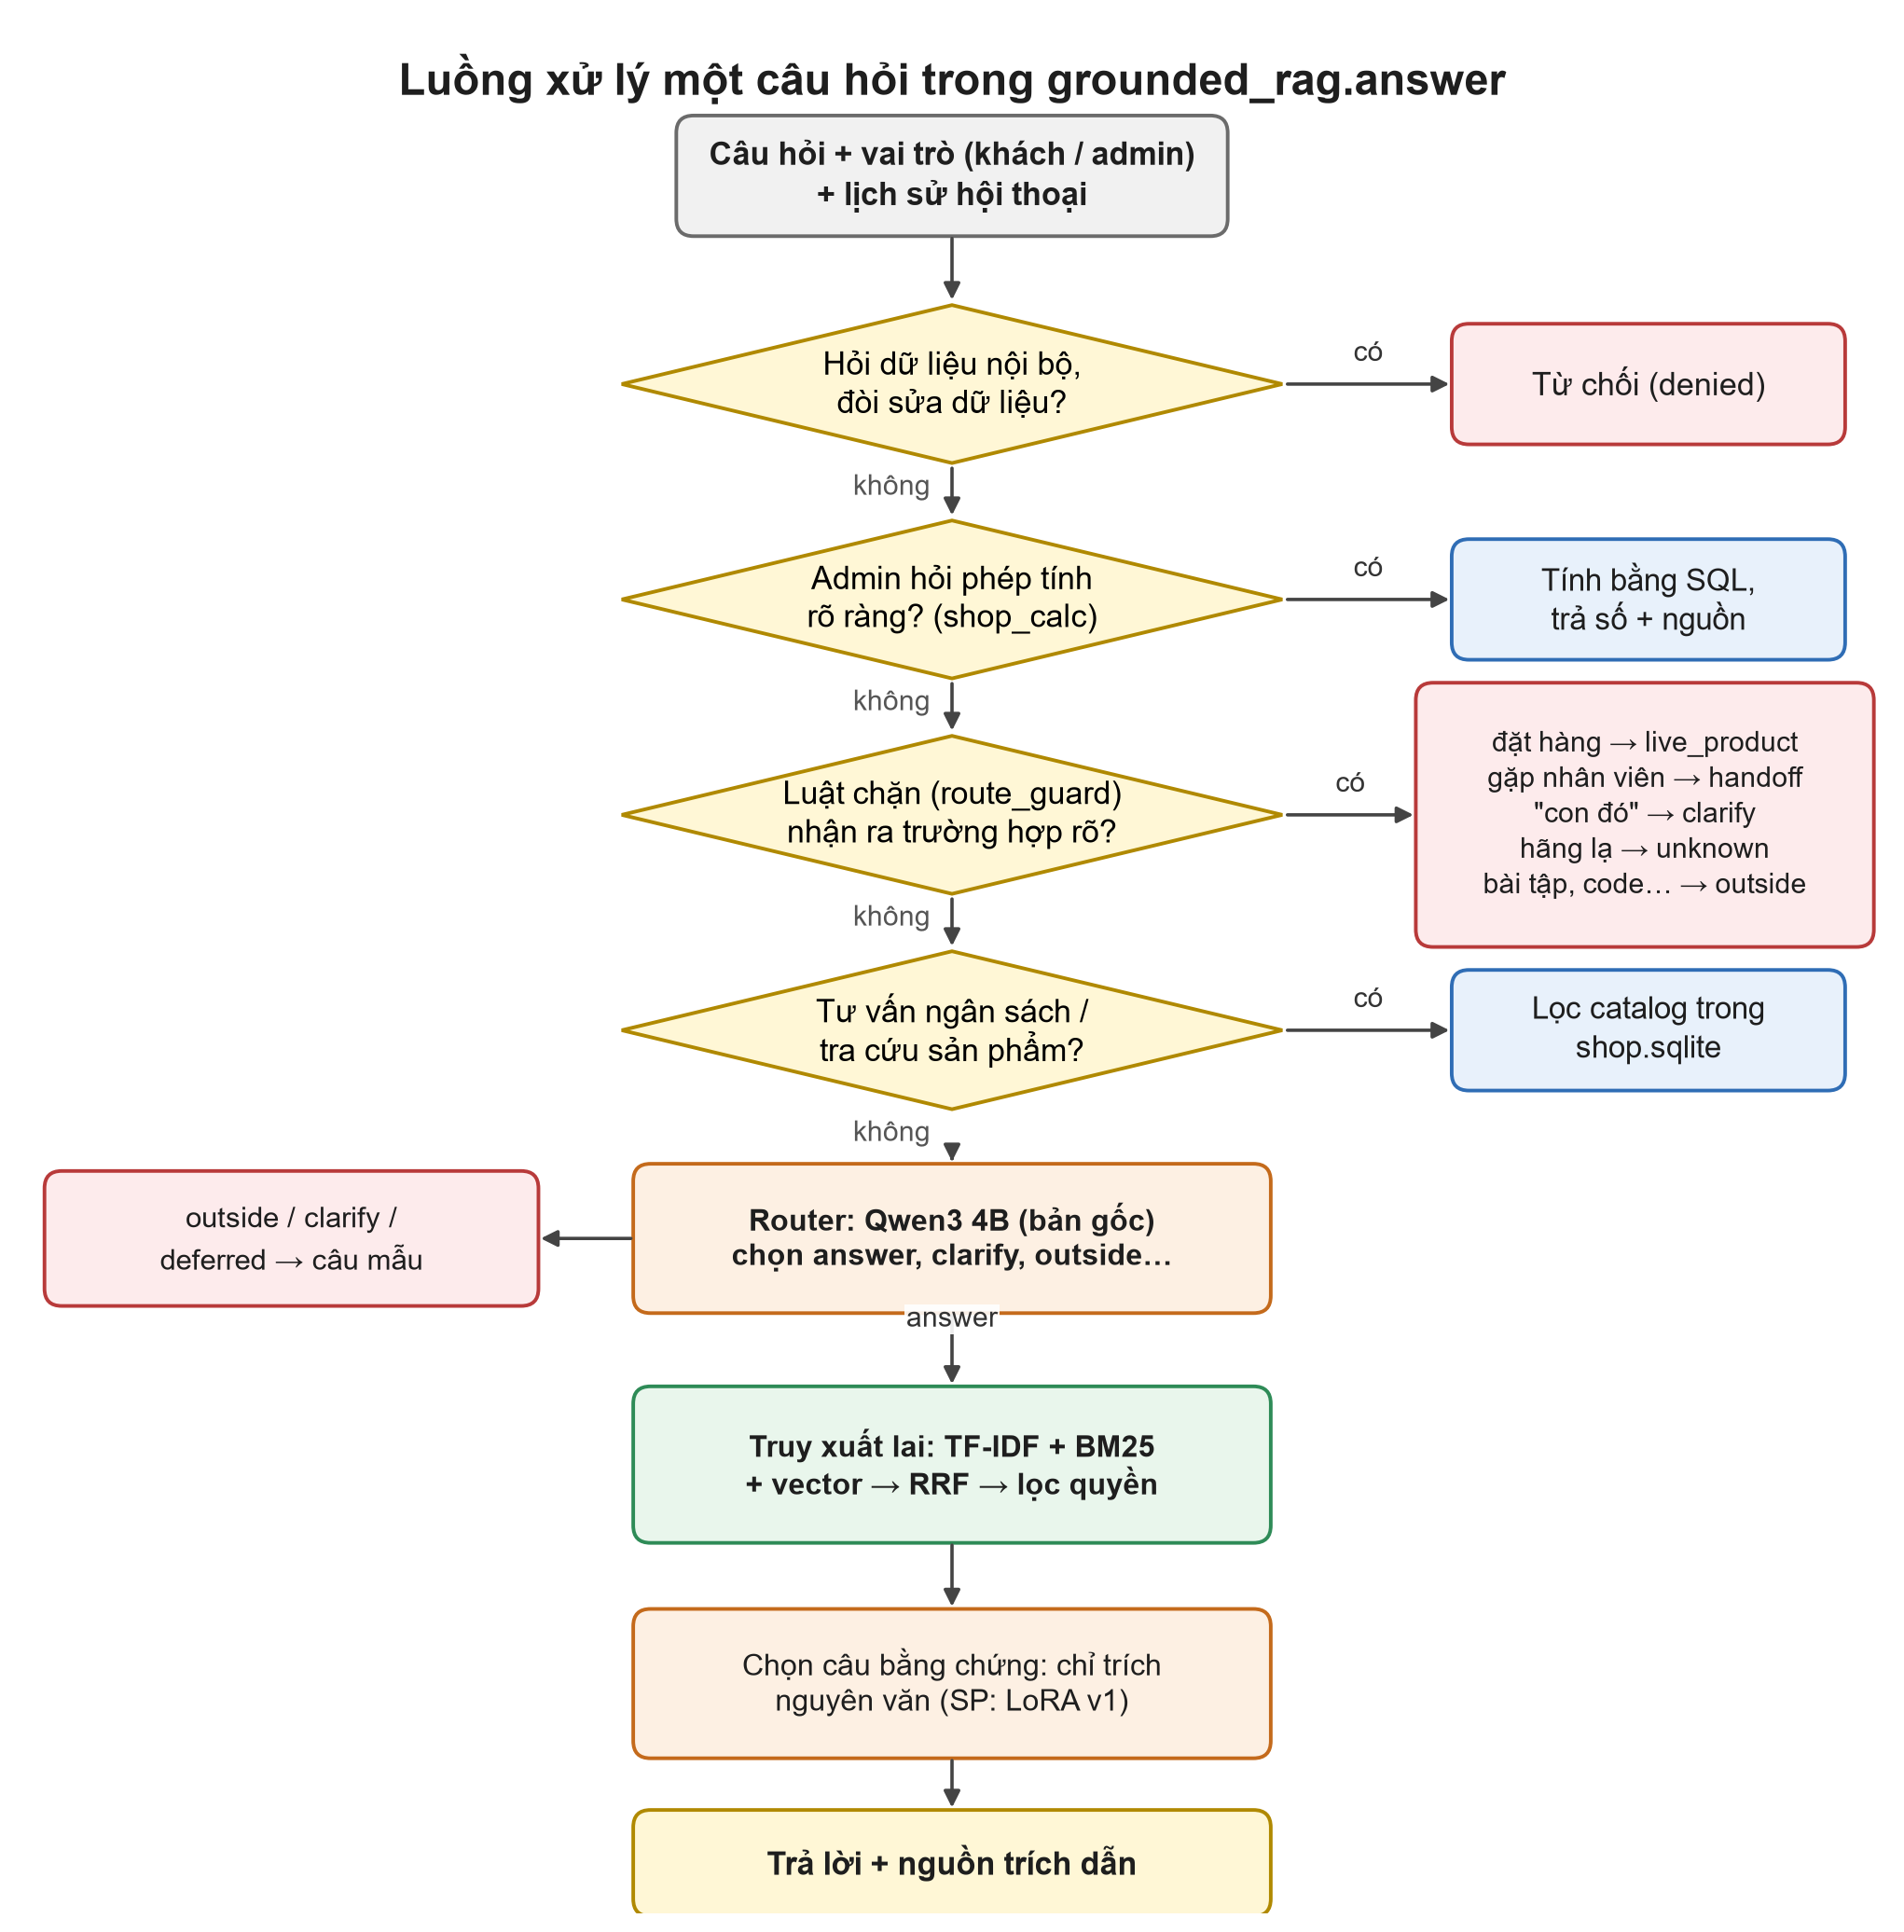 Luồng xử lý một câu hỏi trong grounded_rag.answer
Câu hỏi + vai trò (khách / admin)
+ lịch sử hội thoại
Hỏi dữ liệu nội bộ,
đòi sửa dữ liệu?
có
Từ chối (denied)
không
Admin hỏi phép tính
rõ ràng? (shop_calc)
có
Tính bằng SQL,
trả số + nguồn
không
Luật chặn (route_guard)
nhận ra trường hợp rõ?
có
đặt hàng → live_product
gặp nhân viên → handoff
"con đó" → clarify
hãng lạ → unknown
bài tập, code… → outside
không
Tư vấn ngân sách /
tra cứu sản phẩm?
có
Lọc catalog trong
shop.sqlite
không
outside / clarify /
deferred → câu mẫu
Router: Qwen3 4B (bản gốc)
chọn answer, clarify, outside…
answer
Truy xuất lai: TF-IDF + BM25
+ vector → RRF → lọc quyền
Chọn câu bằng chứng: chỉ trích
nguyên văn (SP: LoRA v1)
Trả lời + nguồn trích dẫn